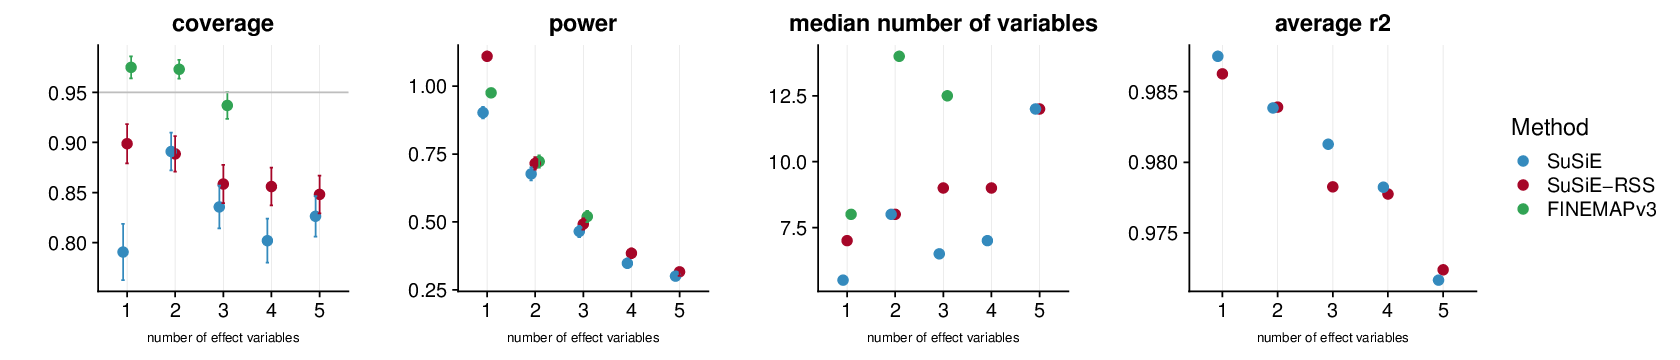 coverage
0.95
0.90
0.85
0.80
1 2 3 4 5
number of effect variables
power
1.00
0.75
0.50
0.25
1 2 3 4 5
number of effect variables
median number of variables
12.5
10.0
7.5
1 2 3 4 5
number of effect variables
average r2
0.985
0.980
0.975
1 2 3 4 5
number of effect variables
Method
SuSiE
SuSiE−RSS
FINEMAPv3